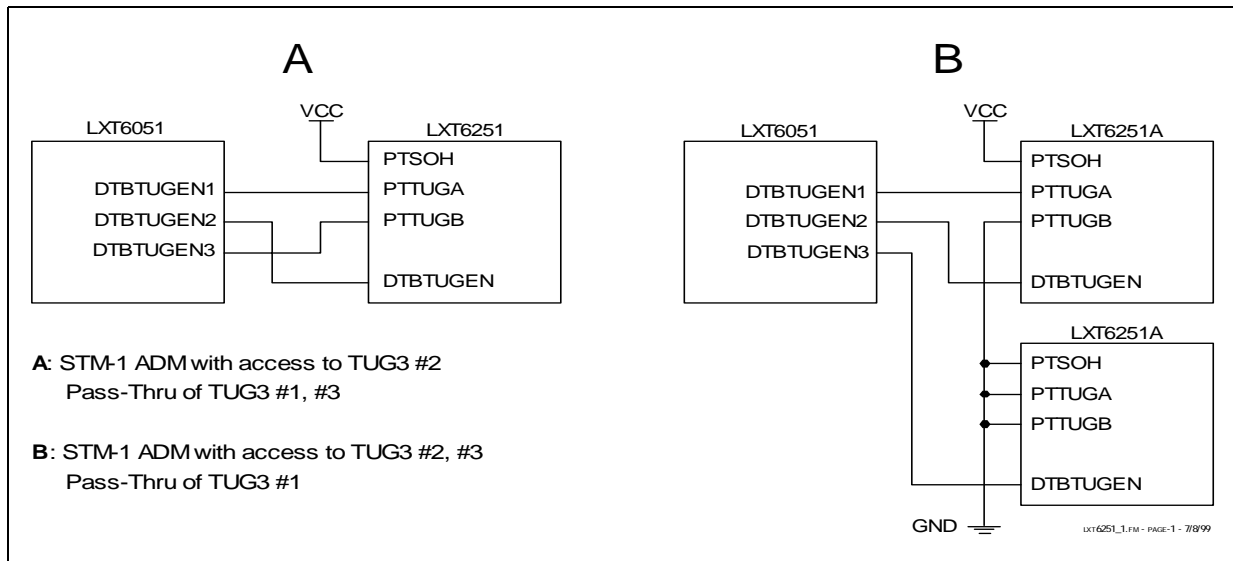 A
VCC
LXT6051
LXT6251
PTSOH
DTBTUGEN1
PTTUGA
DTBTUGEN2
PTTUGB
DTBTUGEN3
DTBTUGEN
A: STM-1 ADM with access to TUG3 #2
Pass-Thru of TUG3 #1, #3
B: STM-1 ADM with access to TUG3 #2, #3
Pass-Thru of TUG3 #1
B
VCC
LXT6051
LXT6251A
PTSOH
DTBTUGEN1
PTTUGA
DTBTUGEN2
PTTUGB
DTBTUGEN3
DTBTUGEN
LXT6251A
PTSOH
PTTUGA
PTTUGB
DTBTUGEN
GND
LXT6251_1.FM - PAGE-1 - 7/8/99